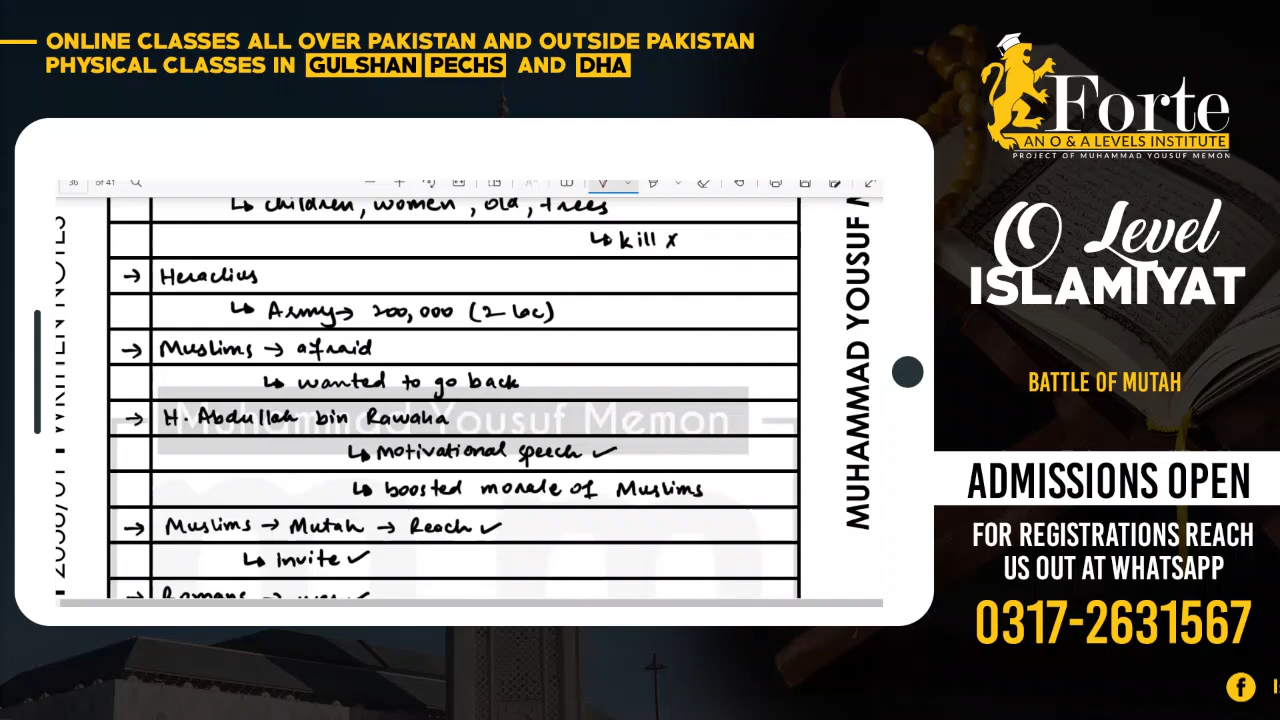 ONLINE CLASSES ALL OVER PAKISTAN AND OUTSIDE PAKISTAN
PHYSICAL CLASSES IN GULSHAN PECHS AND DHA
36 of 41
↳ children, women, old, trees
↳ kill x
→ Heraclius
↳ Army → 200,000 (2 lac)
→ Muslims → afraid
↳ wanted to go back
→ H. Abdullah bin Rawaha
Muhammad Yousuf Memon
↳ motivational speech ✓
↳ boosted morale of Muslims
→ Muslims → Mutah → Reach ✓
↳ invite ✓
→ Romans →
MUHAMMAD YOUSUF
WRITTEN NOTES
Forte
AN O & A LEVELS INSTITUTE
PROJECT OF MUHAMMAD YOUSUF MEMON
O Level
ISLAMIYAT
BATTLE OF MUTAH
ADMISSIONS OPEN
FOR REGISTRATIONS REACH
US OUT AT WHATSAPP
0317-2631567
f